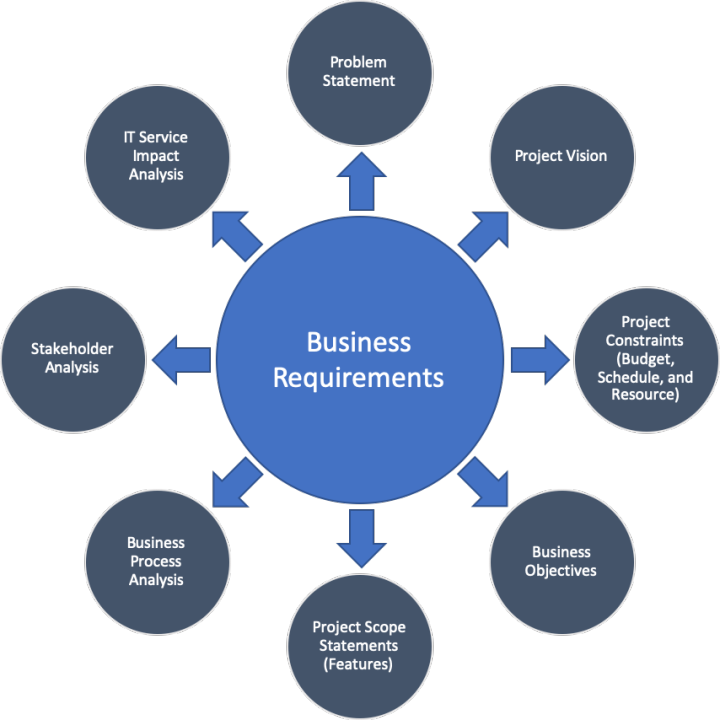 Problem
Statement
Project Vision
Project
Constraints
(Budget,
Schedule, and
Resource)
Business
Objectives
Project Scope
Statements
(Features)
Business
Process
Analysis
Stakeholder
Analysis
IT Service
Impact
Analysis
Business
Requirements